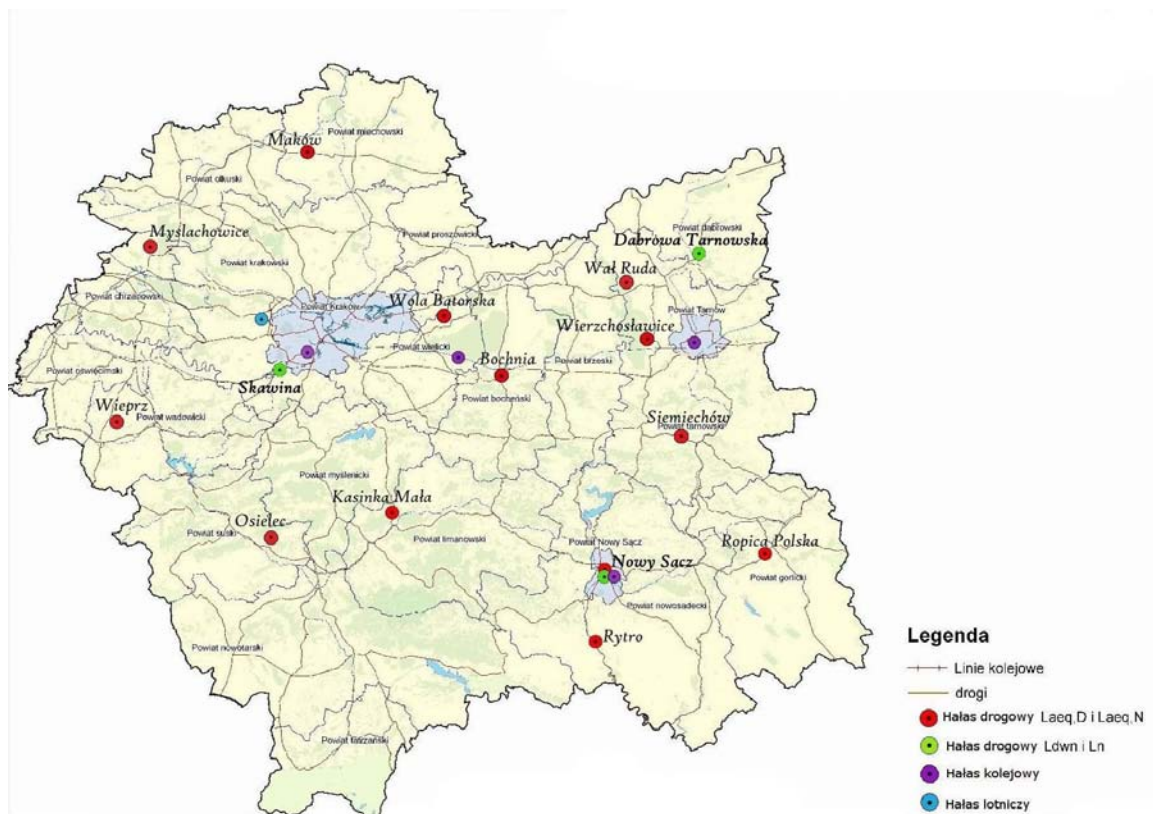 Powiat miechowski
Maków
Powiat olkuski
Powiat dąbrowski
Powiat proszowicki
Dąbrowa Tarnowska
Myślachowice
Powiat krakowski
Wał Ruda
Powiat chrzanowski
Powiat Kraków
Wola Batorska
Powiat Tarnów
Wierzchosławice
Powiat wielicki
Bochnia
Powiat brzeski
Powiat oświęcimski
Skawina
Powiat bocheński
Wieprz
Powiat wadowicki
Siemiechów
Powiat tarnowski
Powiat myślenicki
Kasinka Mała
Osielec
Powiat suski
Powiat limanowski
Powiat Nowy Sącz
Ropica Polska
Nowy Sącz
Powiat gorlicki
Powiat nowosądecki
Rytro
Powiat nowotarski
Powiat tatrzański
Legenda
Linie kolejowe
drogi
Hałas drogowy Laeq,D i Laeq,N
Hałas drogowy Ldwn i Ln
Hałas kolejowy
Hałas lotniczy